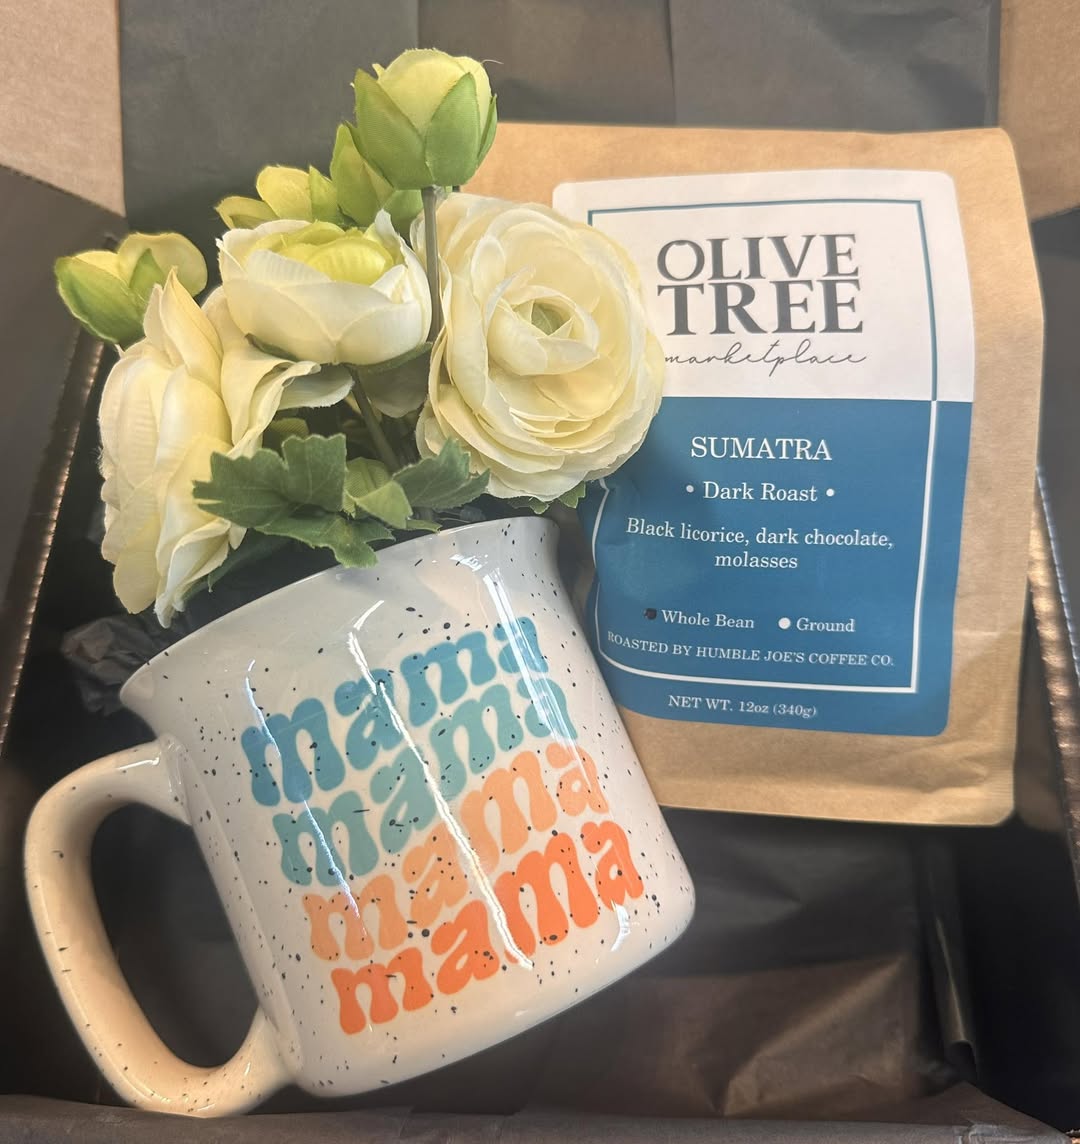 OLIVE
TREE
marketplace
SUMATRA
• Dark Roast •
Black licorice, dark chocolate,
molasses
Whole Bean Ground
ROASTED BY HUMBLE JOE'S COFFEE CO.
NET WT. 12oz (340g)
mama
mama
mama
mama